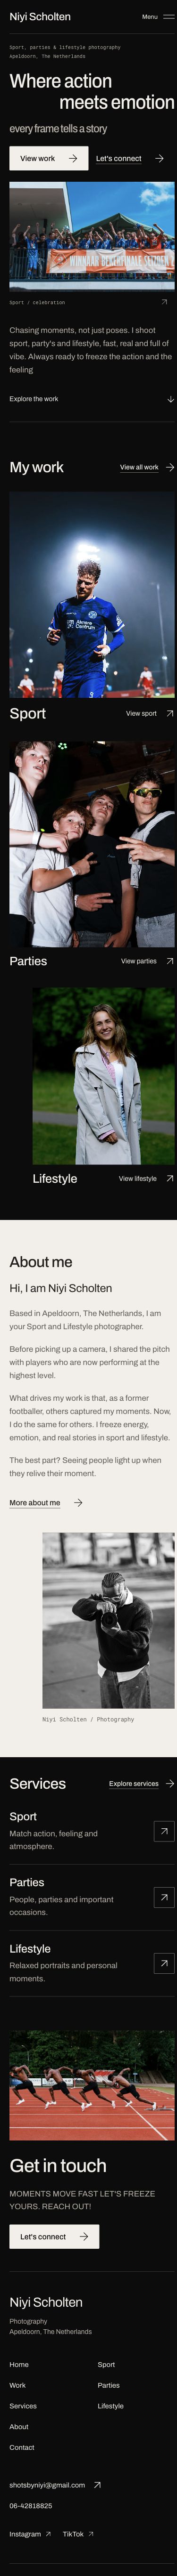 Niyi Scholten
Menu
Sport, parties & lifestyle photography
Apeldoorn, The Netherlands
Where action
meets emotion
every frame tells a story
View work
Let's connect
Sport / celebration
Chasing moments, not just poses. I shoot
sport, party's and lifestyle, fast, real and full of
vibe. Always ready to freeze the action and the
feeling
Explore the work
My work
View all work
Sport
View sport
Parties
View parties
Lifestyle
View lifestyle
About me
Hi, I am Niyi Scholten
Based in Apeldoorn, The Netherlands, I am
your Sport and Lifestyle photographer.
Before picking up a camera, I shared the pitch
with players who are now performing at the
highest level.
What drives my work is that, as a former
footballer, others captured my moments. Now,
I do the same for others. I freeze energy,
emotion, and real stories in sport and lifestyle.
The best part? Seeing people light up when
they relive their moment.
More about me
Niyi Scholten / Photography
Services
Explore services
Sport
Match action, feeling and
atmosphere.
Parties
People, parties and important
occasions.
Lifestyle
Relaxed portraits and personal
moments.
Get in touch
MOMENTS MOVE FAST LET'S FREEZE
YOURS. REACH OUT!
Let's connect
Niyi Scholten
Photography
Apeldoorn, The Netherlands
Home
Sport
Work
Parties
Services
Lifestyle
About
Contact
shotsbyniyi@gmail.com
06-42818825
Instagram
TikTok